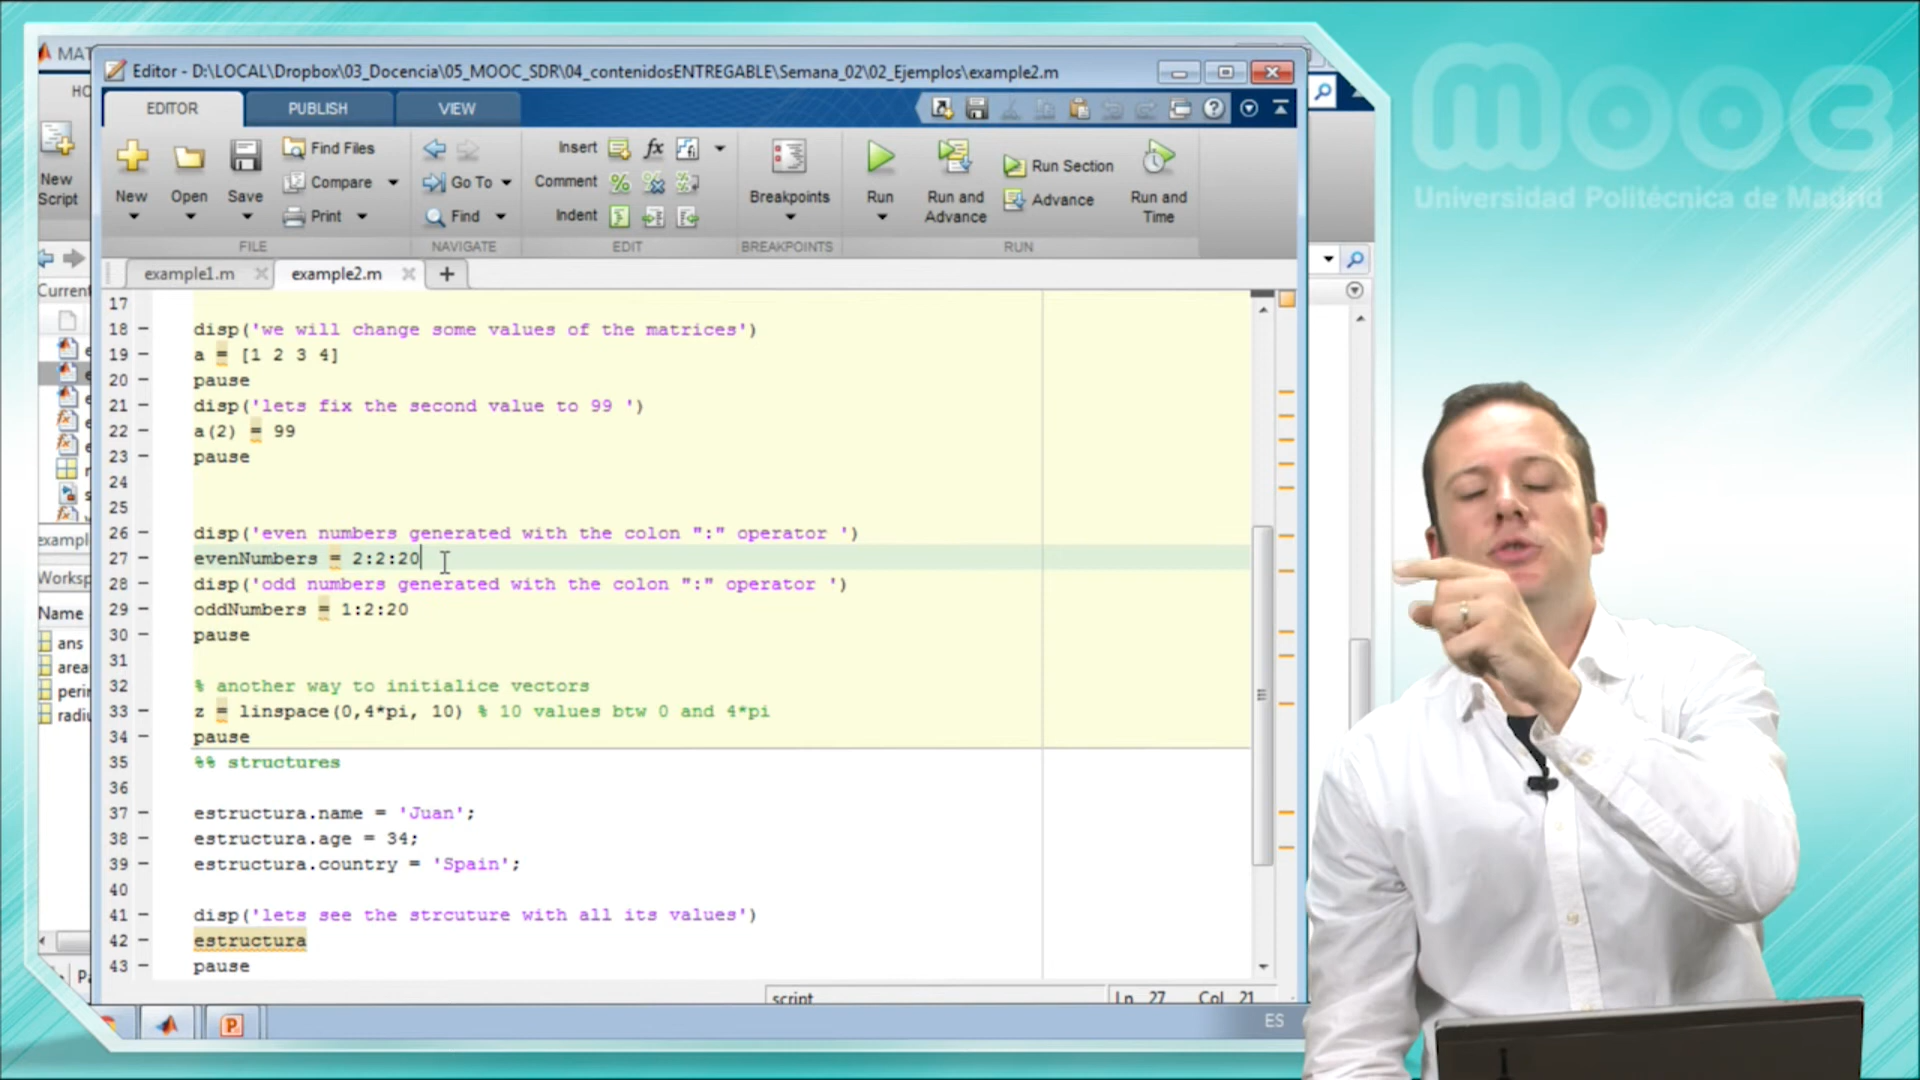 mooc
Universidad Politécnica de Madrid
MAT
Editor - D:\LOCAL\Dropbox\03_Docencia\05_MOOC_SDR\04_contenidosENTREGABLE\Semana_02\02_Ejemplos\example2.m
HO
EDITOR PUBLISH VIEW
New Script
New Open Save
Find Files
Compare
Print
FILE
Go To
Find
NAVIGATE
Insert fx
Comment
Indent
EDIT
Breakpoints
BREAKPOINTS
Run
Run and Advance
Run Section
Advance
Run and Time
RUN
example1.m example2.m +
Current
17
18 disp('we will change some values of the matrices')
19 a = [1 2 3 4]
20 pause
21 disp('lets fix the second value to 99 ')
22 a(2) = 99
23 pause
24
25
26 disp('even numbers generated with the colon ":" operator ')
27 evenNumbers = 2:2:20
28 disp('odd numbers generated with the colon ":" operator ')
29 oddNumbers = 1:2:20
30 pause
31
32 % another way to initialice vectors
33 z = linspace(0,4*pi, 10) % 10 values btw 0 and 4*pi
34 pause
35 %% structures
36
37 estructura.name = 'Juan';
38 estructura.age = 34;
39 estructura.country = 'Spain';
40
41 disp('lets see the strcuture with all its values')
42 estructura
43 pause
exampl
Worksp
Name
ans
area
perin
radiu
script Ln 27 Col 21
ES